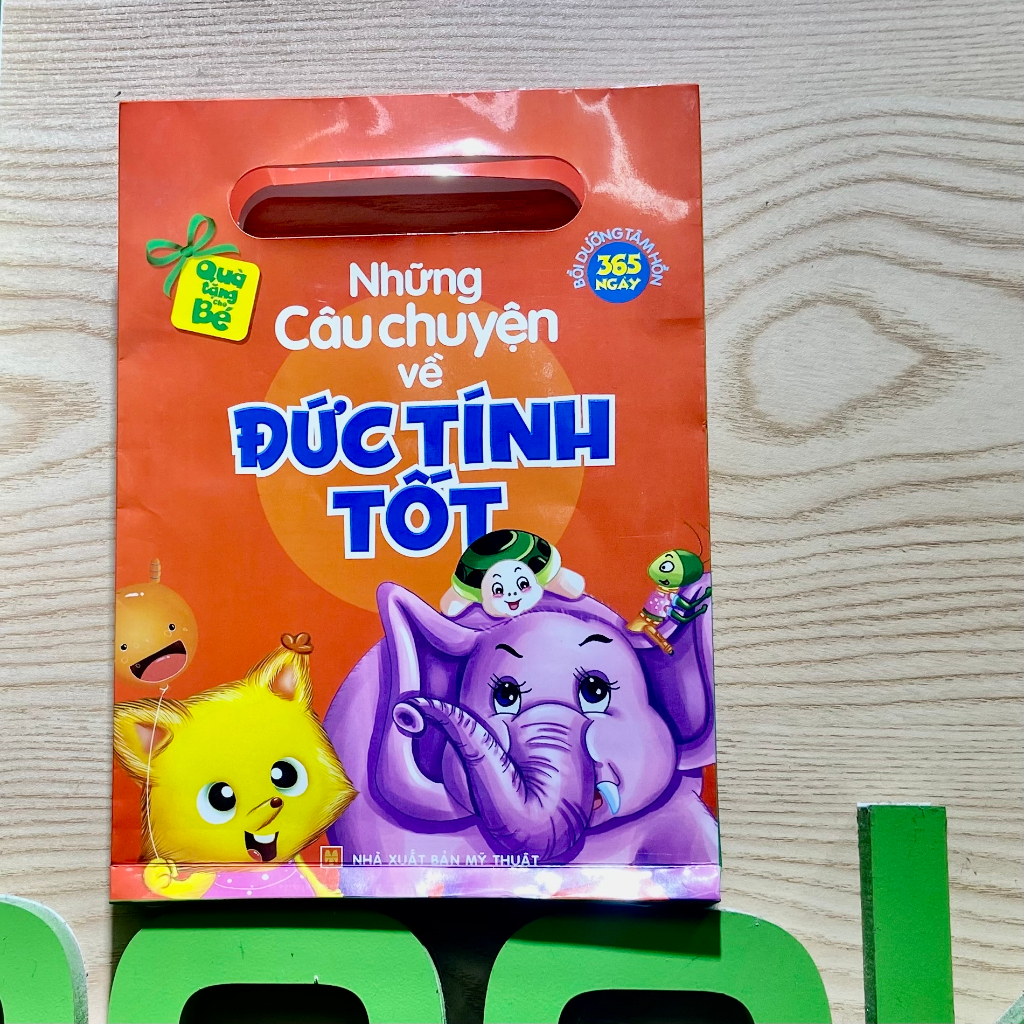 Quà
tặng
cho
Bé
BỒI DƯỠNG TÂM HỒN
365
NGÀY
Những
Câu chuyện
về
ĐỨC TÍNH
TỐT
NHÀ XUẤT BẢN MỸ THUẬT